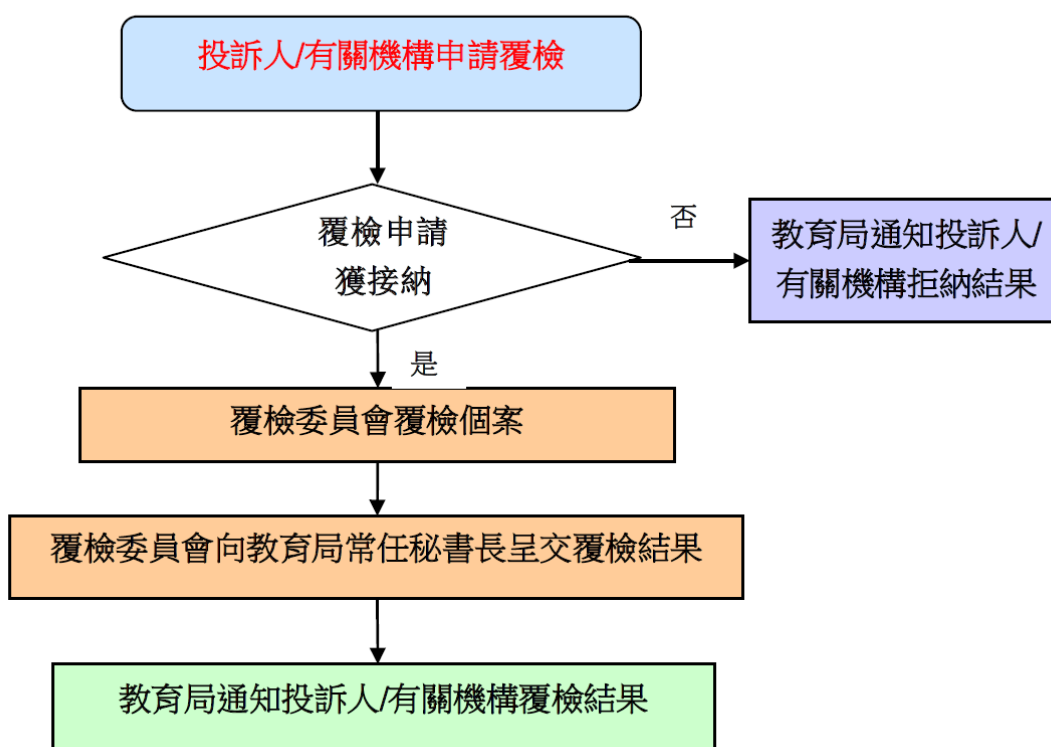 投訴人/有關機構申請覆檢
覆檢申請
獲接納
否
教育局通知投訴人/
有關機構拒納結果
是
覆檢委員會覆檢個案
覆檢委員會向教育局常任秘書長呈交覆檢結果
教育局通知投訴人/有關機構覆檢結果